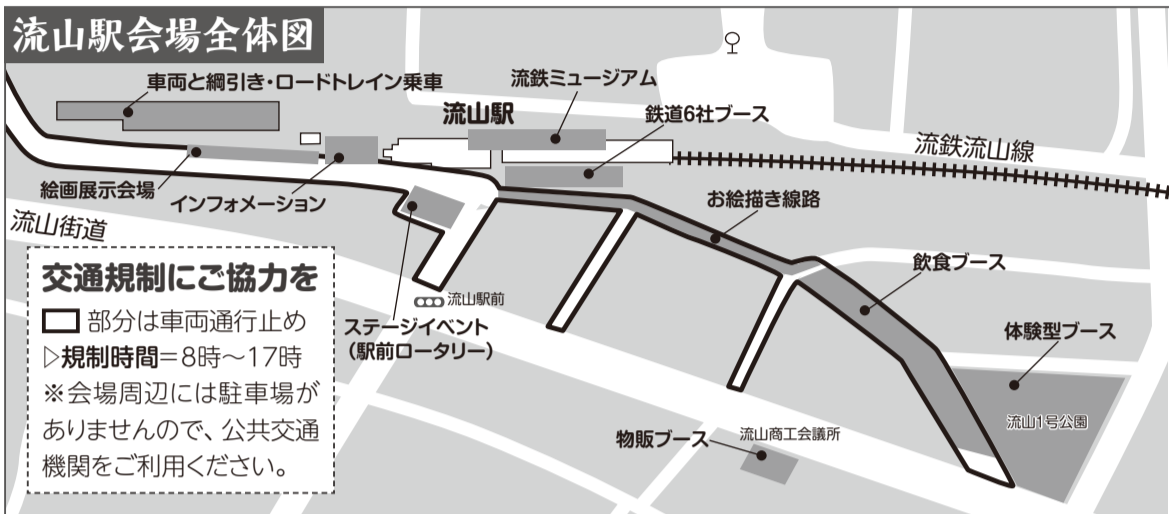 流山駅会場全体図
車両と綱引き・ロードトレイン乗車
流鉄ミュージアム
流山駅
鉄道6社ブース
流鉄流山線
絵画展示会場
インフォメーション
お絵描き線路
流山街道
飲食ブース
交通規制にご協力を
部分は車両通行止め
▷規制時間=8時〜17時
※会場周辺には駐車場が
ありませんので、公共交通
機関をご利用ください。
流山駅前
ステージイベント
(駅前ロータリー)
体験型ブース
流山1号公園
物販ブース
流山商工会議所